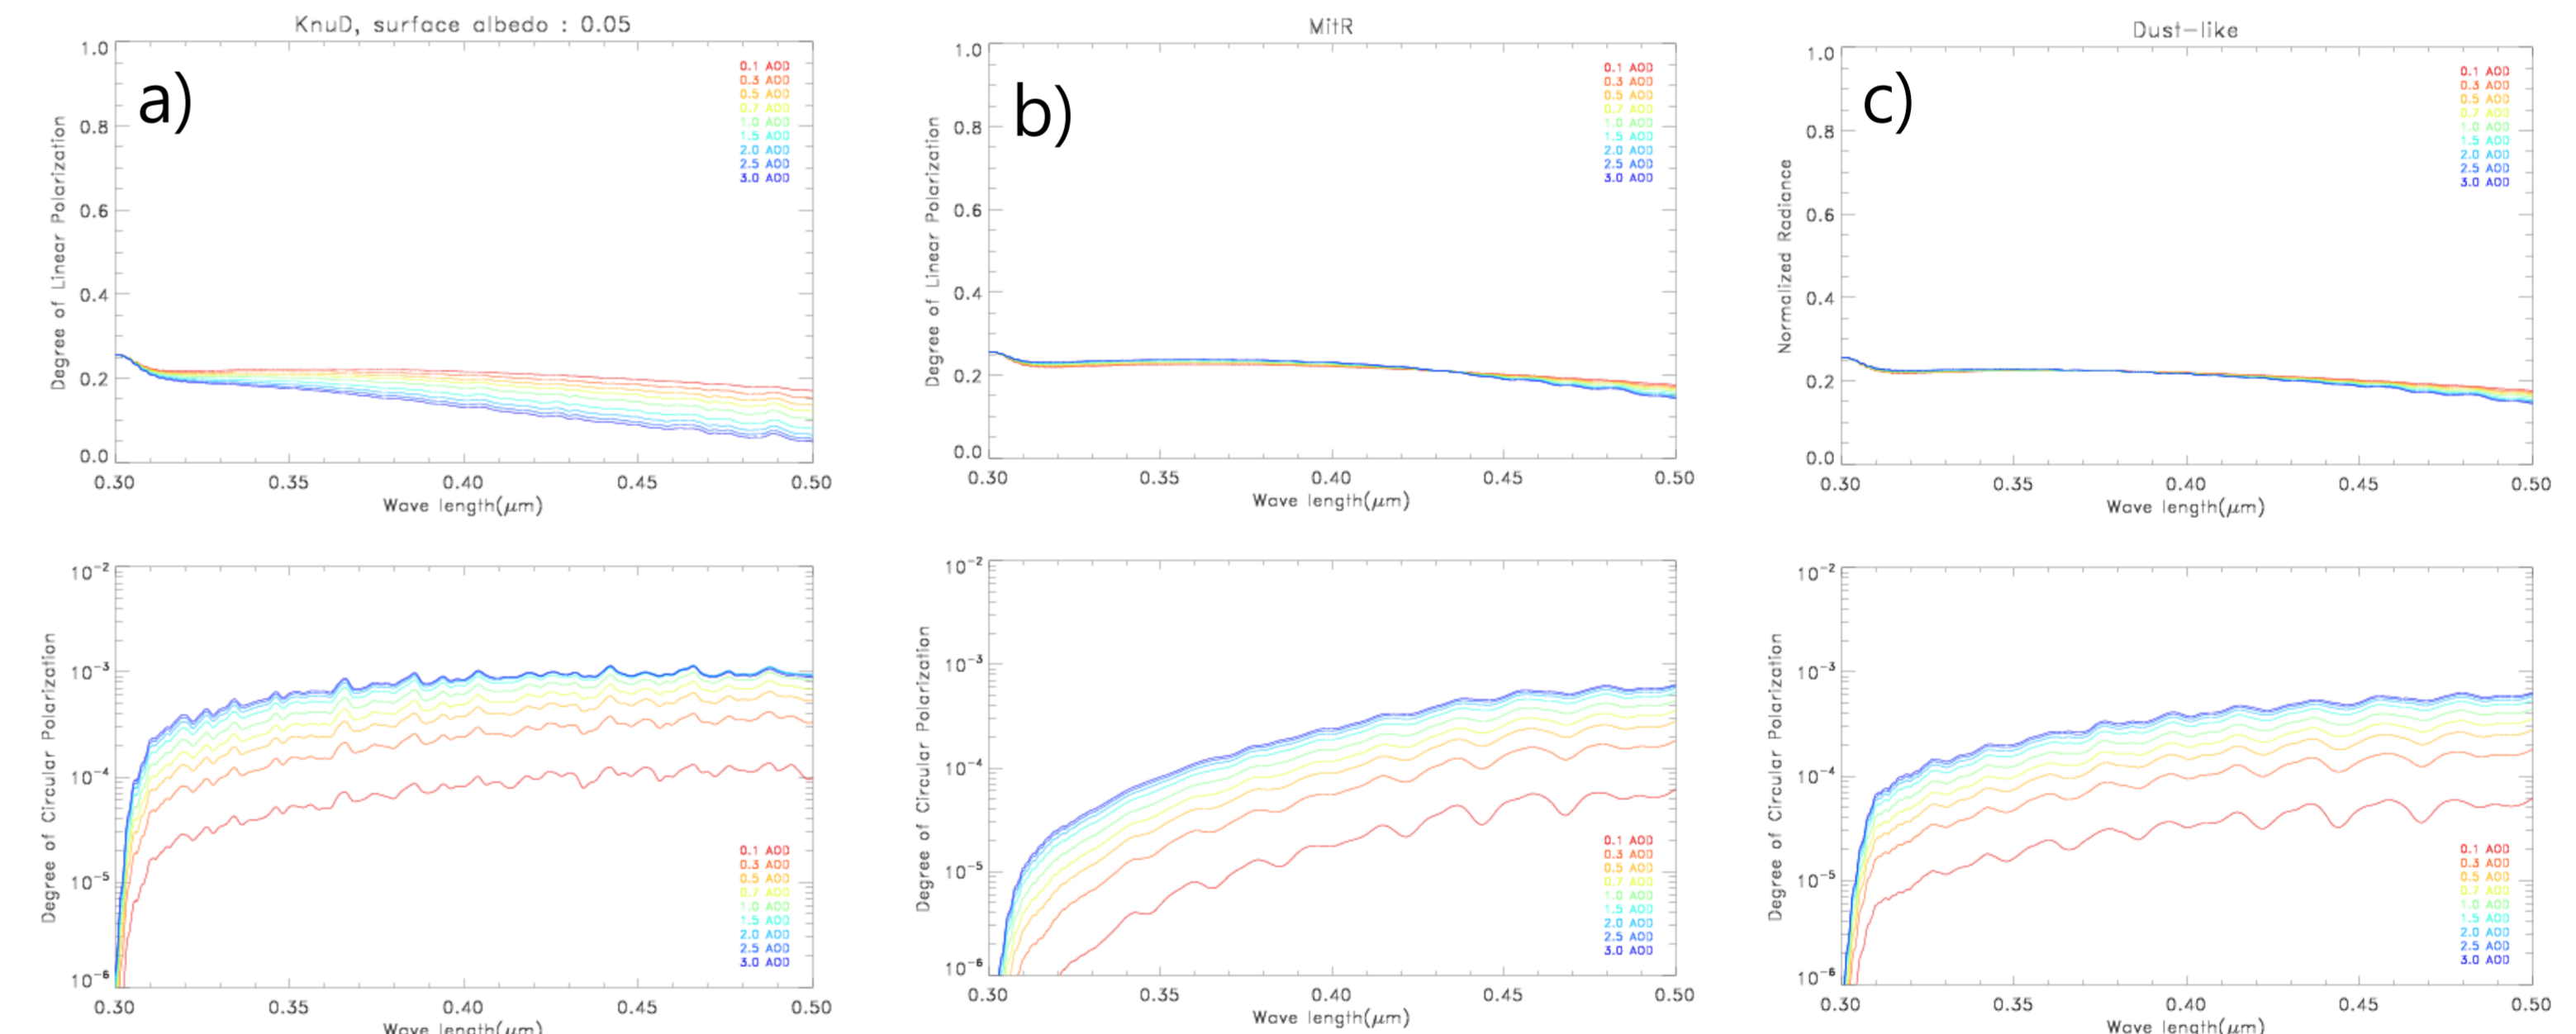 KnuD, surface albedo : 0.05
a)
1.0
0.8
0.6
0.4
0.2
0.0
Degree of Linear Polarization
0.1 AOD
0.3 AOD
0.5 AOD
0.7 AOD
1.0 AOD
1.5 AOD
2.0 AOD
2.5 AOD
3.0 AOD
0.30 0.35 0.40 0.45 0.50
Wave length(μm)
MitR
b)
1.0
0.8
0.6
0.4
0.2
0.0
Degree of Linear Polarization
0.1 AOD
0.3 AOD
0.5 AOD
0.7 AOD
1.0 AOD
1.5 AOD
2.0 AOD
2.5 AOD
3.0 AOD
0.30 0.35 0.40 0.45 0.50
Wave length(μm)
Dust-like
c)
1.0
0.8
0.6
0.4
0.2
0.0
Normalized Radiance
0.1 AOD
0.3 AOD
0.5 AOD
0.7 AOD
1.0 AOD
1.5 AOD
2.0 AOD
2.5 AOD
3.0 AOD
0.30 0.35 0.40 0.45 0.50
Wave length(μm)
10⁻²
10⁻³
10⁻⁴
10⁻⁵
10⁻⁶
Degree of Circular Polarization
0.1 AOD
0.3 AOD
0.5 AOD
0.7 AOD
1.0 AOD
1.5 AOD
2.0 AOD
2.5 AOD
3.0 AOD
0.30 0.35 0.40 0.45 0.50
Wave length(μm)
10⁻²
10⁻³
10⁻⁴
10⁻⁵
10⁻⁶
Degree of Circular Polarization
0.1 AOD
0.3 AOD
0.5 AOD
0.7 AOD
1.0 AOD
1.5 AOD
2.0 AOD
2.5 AOD
3.0 AOD
0.30 0.35 0.40 0.45 0.50
Wave length(μm)
10⁻²
10⁻³
10⁻⁴
10⁻⁵
10⁻⁶
Degree of Circular Polarization
0.1 AOD
0.3 AOD
0.5 AOD
0.7 AOD
1.0 AOD
1.5 AOD
2.0 AOD
2.5 AOD
3.0 AOD
0.30 0.35 0.40 0.45 0.50
Wave length(μm)